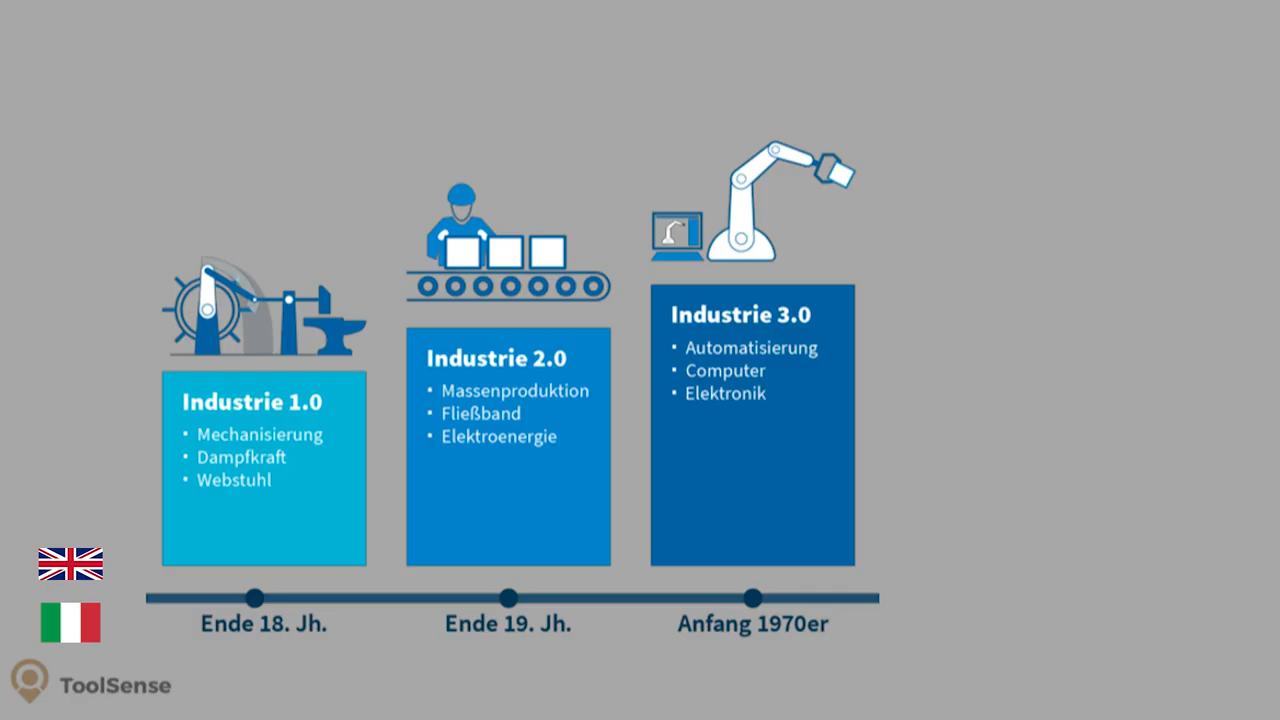 Industrie 1.0
▪ Mechanisierung
▪ Dampfkraft
▪ Webstuhl
Industrie 2.0
▪ Massenproduktion
▪ Fließband
▪ Elektroenergie
Industrie 3.0
▪ Automatisierung
▪ Computer
▪ Elektronik
Ende 18. Jh.
Ende 19. Jh.
Anfang 1970er
ToolSense